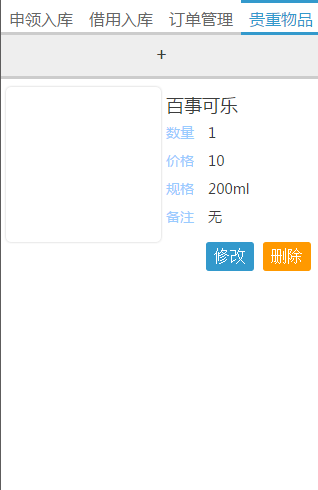 申领入库 借用入库 订单管理 贵重物品
+
百事可乐
数量 1
价格 10
规格 200ml
备注 无
修改 删除